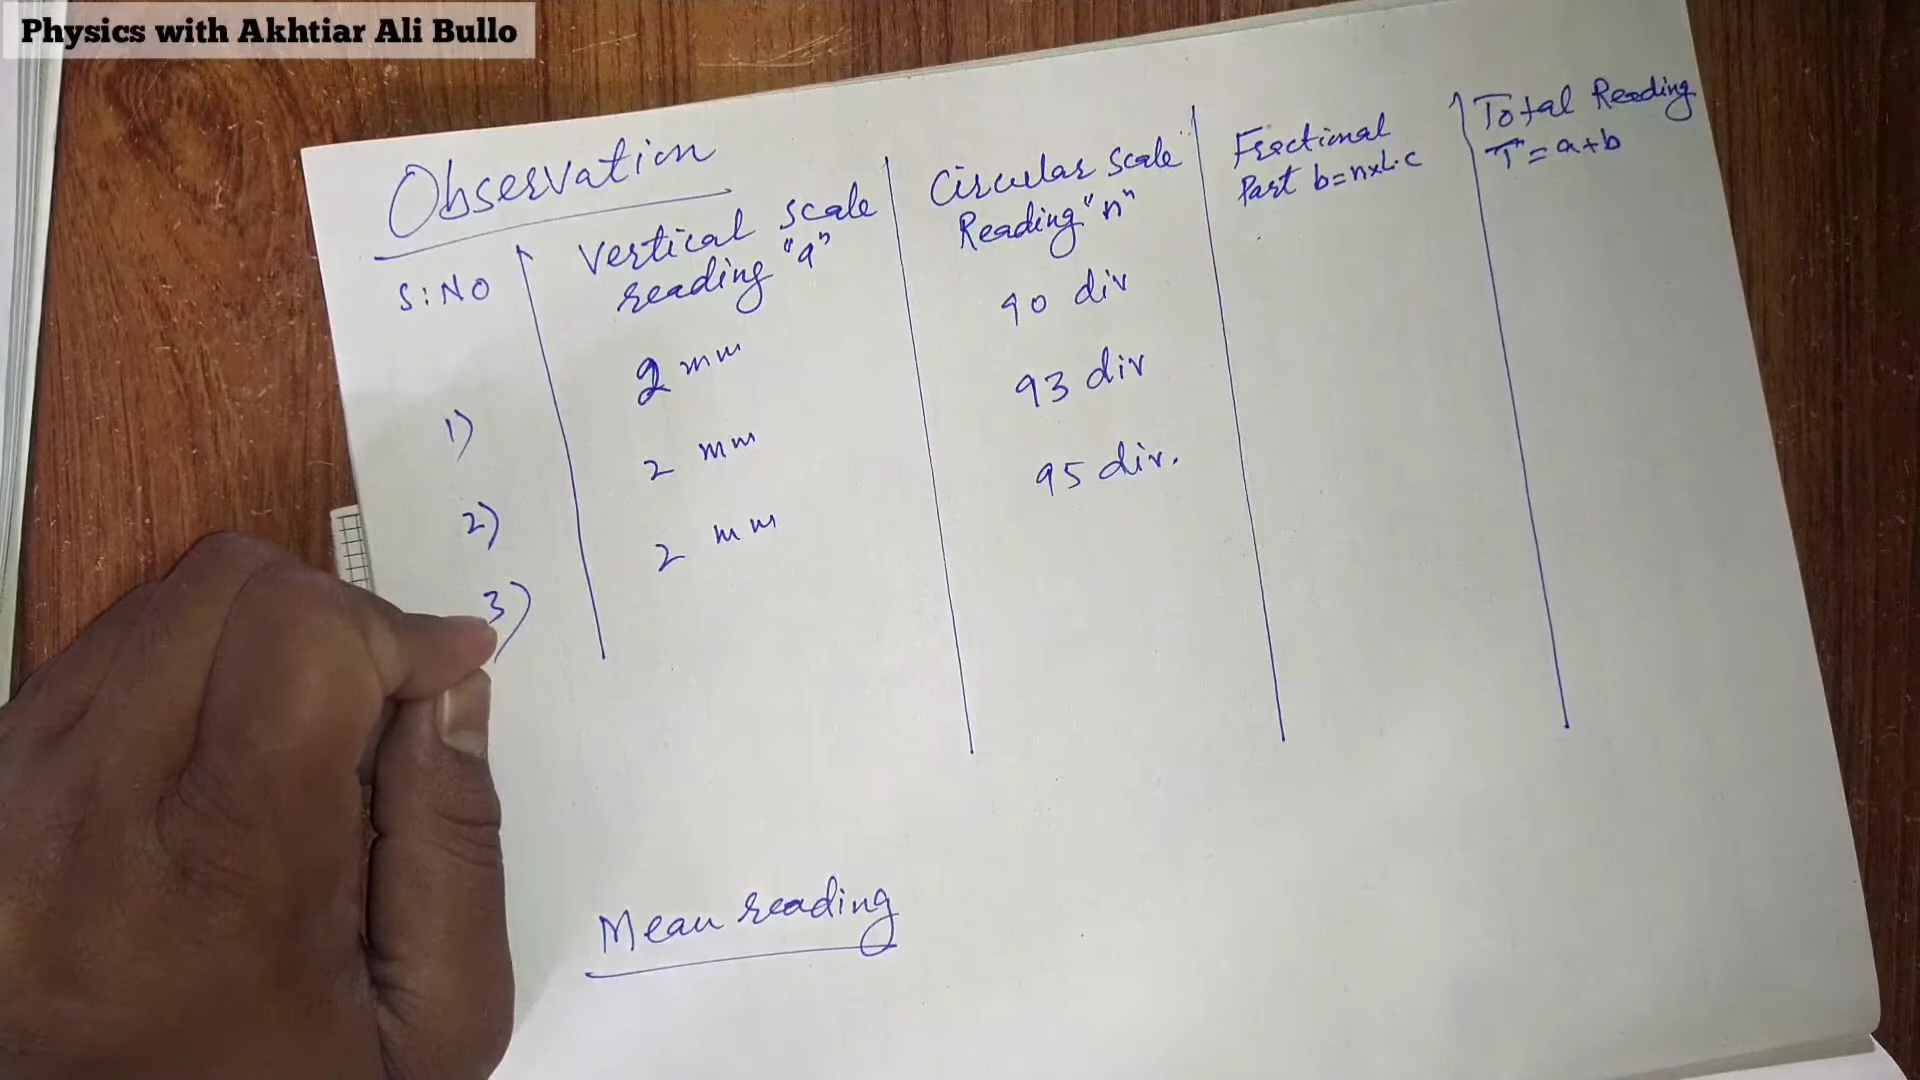 Physics with Akhtiar Ali Bullo
Observation
S:NO
Vertical Scale
reading "a"
Circular Scale
Reading "n"
Fractional
Part b=n×L.C
Total Reading
T=a+b
1)
2 mm
90 div
2)
2 mm
93 div
3)
2 mm
95 div.
Mean reading